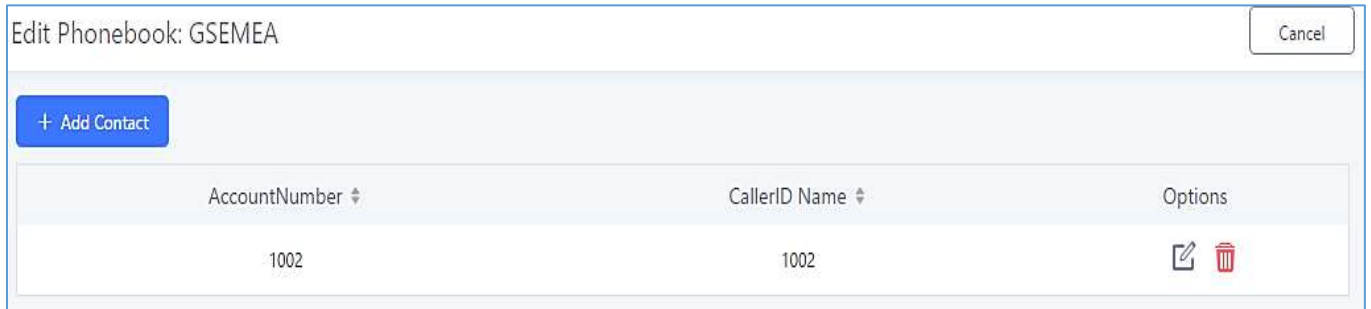 Edit Phonebook: GSEMEA Cancel
+ Add Contact
AccountNumber CallerID Name Options
1002 1002